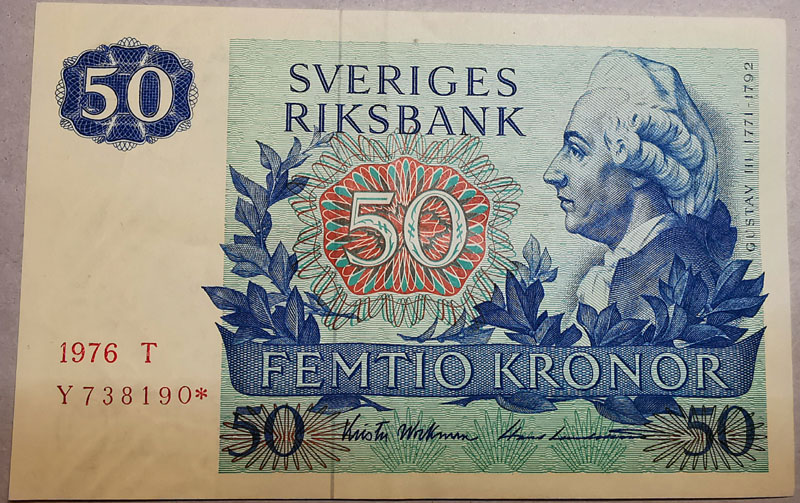 50
SVERIGES
RIKSBANK
GUSTAV III 1771-1792
50
1976 T
Y738190*
FEMTIO KRONOR
50
50